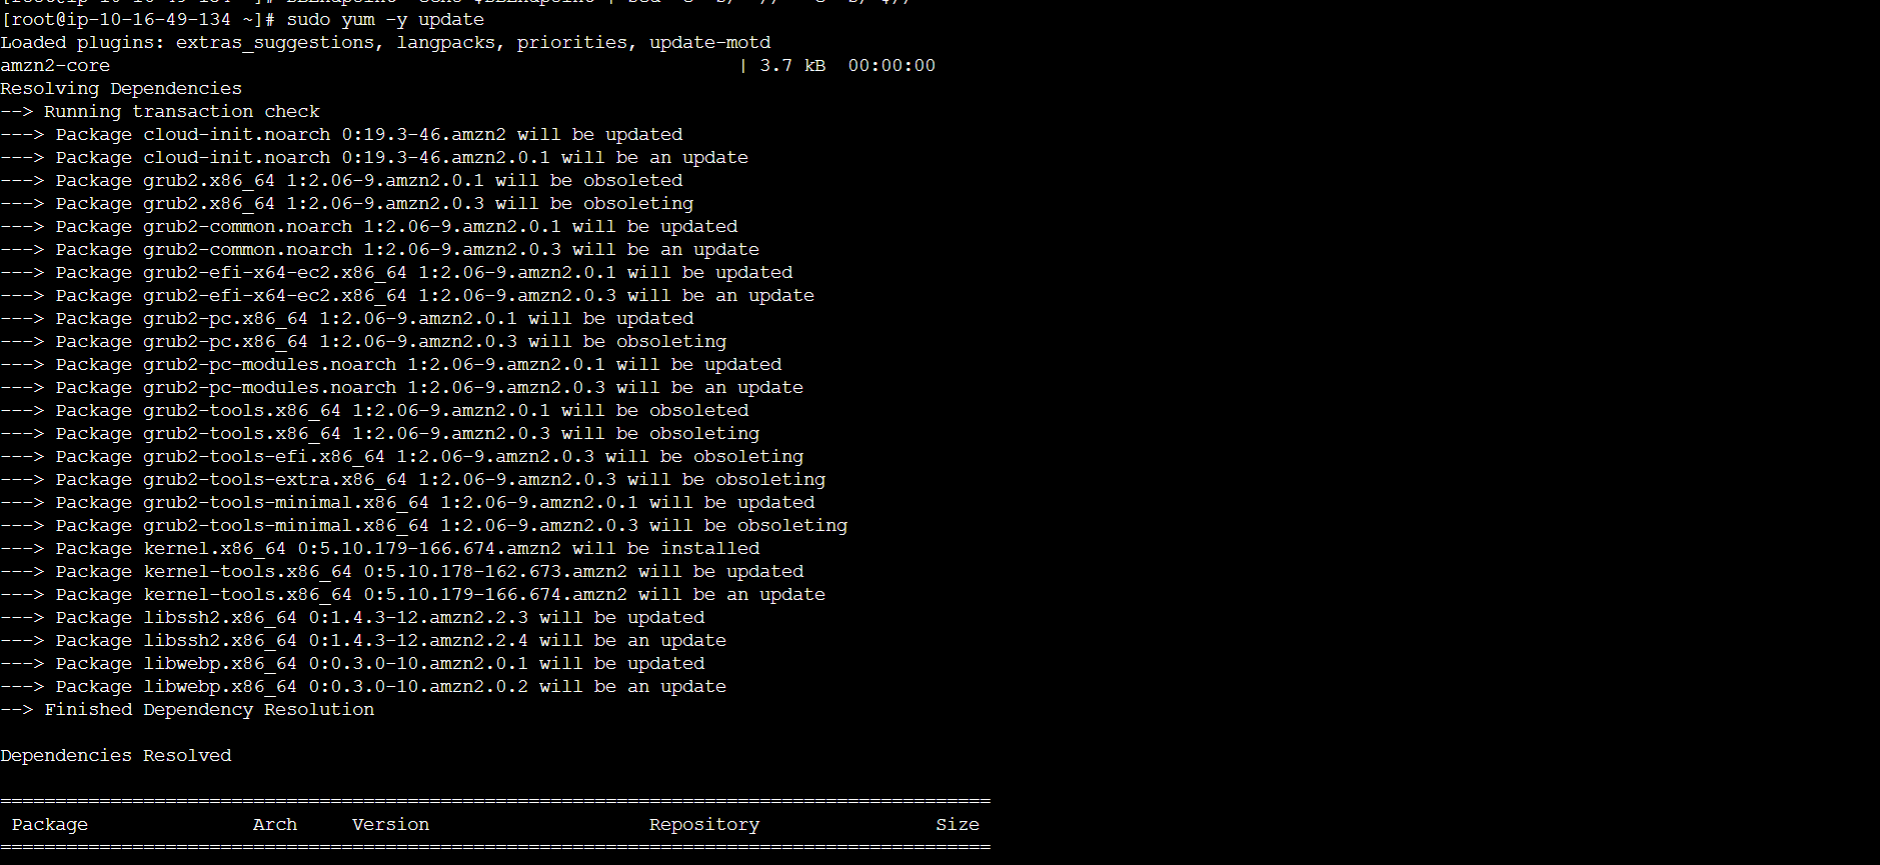 [root@ip-10-16-49-134 ~]# sudo yum -y update
Loaded plugins: extras_suggestions, langpacks, priorities, update-motd
amzn2-core | 3.7 kB 00:00:00
Resolving Dependencies
--> Running transaction check
---> Package cloud-init.noarch 0:19.3-46.amzn2 will be updated
---> Package cloud-init.noarch 0:19.3-46.amzn2.0.1 will be an update
---> Package grub2.x86_64 1:2.06-9.amzn2.0.1 will be obsoleted
---> Package grub2.x86_64 1:2.06-9.amzn2.0.3 will be obsoleting
---> Package grub2-common.noarch 1:2.06-9.amzn2.0.1 will be updated
---> Package grub2-common.noarch 1:2.06-9.amzn2.0.3 will be an update
---> Package grub2-efi-x64-ec2.x86_64 1:2.06-9.amzn2.0.1 will be updated
---> Package grub2-efi-x64-ec2.x86_64 1:2.06-9.amzn2.0.3 will be an update
---> Package grub2-pc.x86_64 1:2.06-9.amzn2.0.1 will be updated
---> Package grub2-pc.x86_64 1:2.06-9.amzn2.0.3 will be obsoleting
---> Package grub2-pc-modules.noarch 1:2.06-9.amzn2.0.1 will be updated
---> Package grub2-pc-modules.noarch 1:2.06-9.amzn2.0.3 will be an update
---> Package grub2-tools.x86_64 1:2.06-9.amzn2.0.1 will be obsoleted
---> Package grub2-tools.x86_64 1:2.06-9.amzn2.0.3 will be obsoleting
---> Package grub2-tools-efi.x86_64 1:2.06-9.amzn2.0.3 will be obsoleting
---> Package grub2-tools-extra.x86_64 1:2.06-9.amzn2.0.3 will be obsoleting
---> Package grub2-tools-minimal.x86_64 1:2.06-9.amzn2.0.1 will be updated
---> Package grub2-tools-minimal.x86_64 1:2.06-9.amzn2.0.3 will be obsoleting
---> Package kernel.x86_64 0:5.10.179-166.674.amzn2 will be installed
---> Package kernel-tools.x86_64 0:5.10.178-162.673.amzn2 will be updated
---> Package kernel-tools.x86_64 0:5.10.179-166.674.amzn2 will be an update
---> Package libssh2.x86_64 0:1.4.3-12.amzn2.2.3 will be updated
---> Package libssh2.x86_64 0:1.4.3-12.amzn2.2.4 will be an update
---> Package libwebp.x86_64 0:0.3.0-10.amzn2.0.1 will be updated
---> Package libwebp.x86_64 0:0.3.0-10.amzn2.0.2 will be an update
--> Finished Dependency Resolution
Dependencies Resolved
==========================================================================================
Package Arch Version Repository Size
==========================================================================================